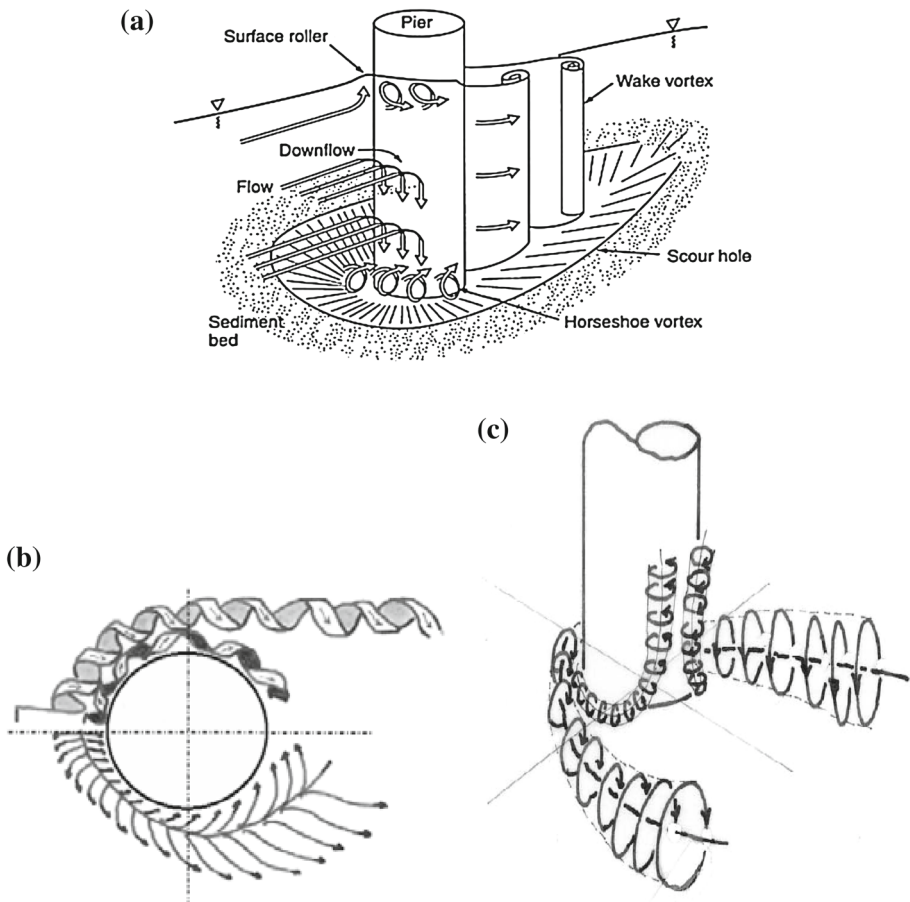 (a)
Pier
Surface roller
Wake vortex
Downflow
Flow
Scour hole
Sediment
bed
Horseshoe vortex
(c)
(b)